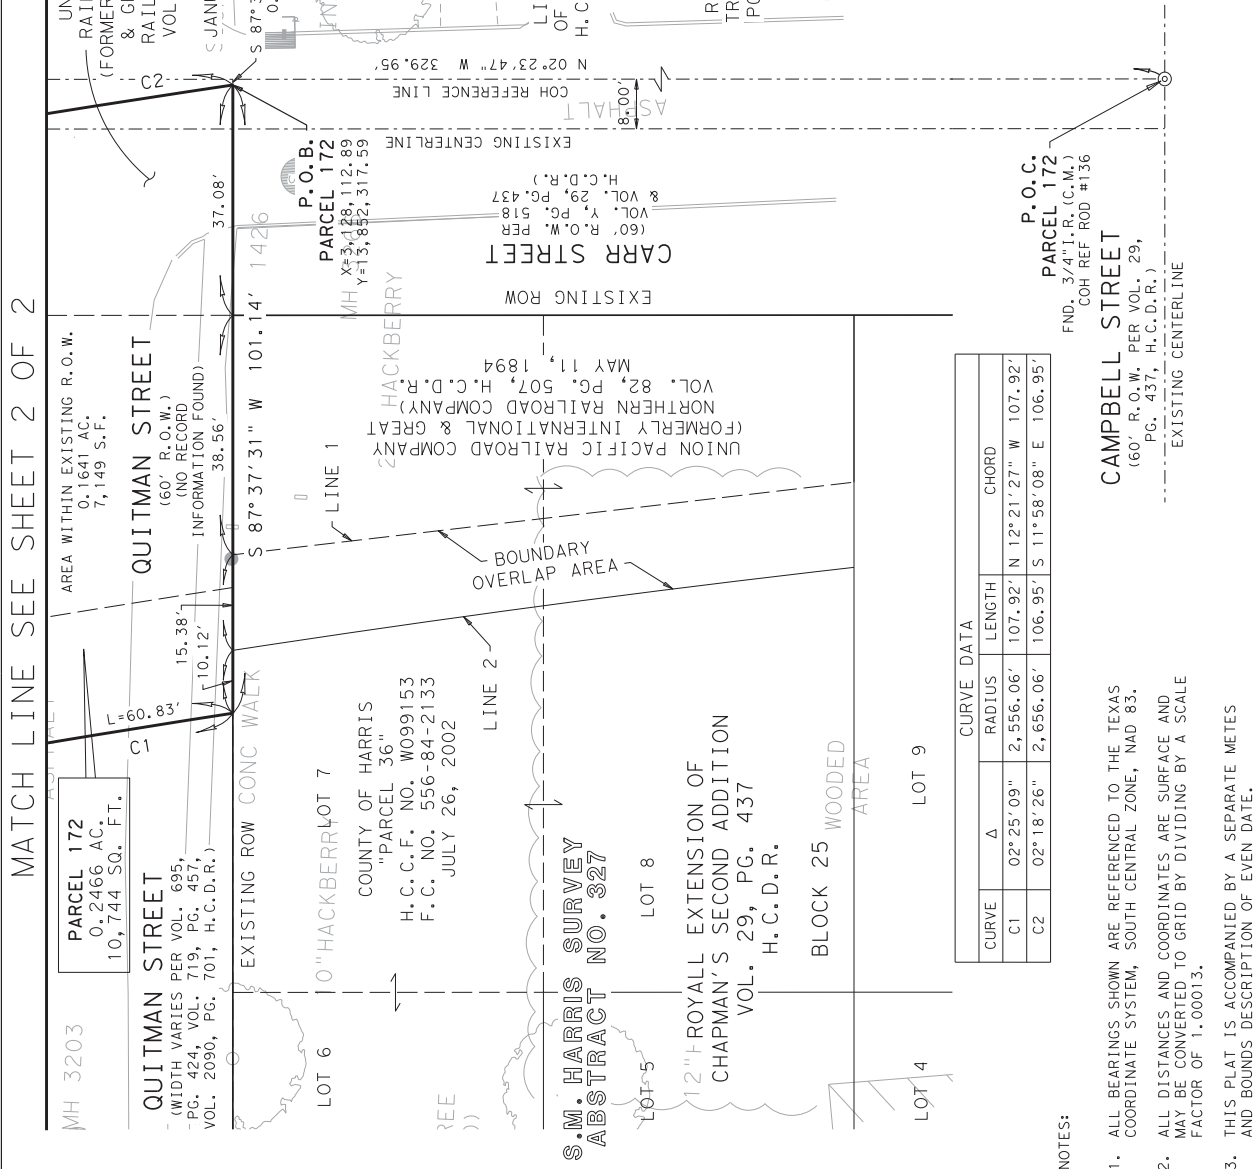 MATCH LINE SEE SHEET 2 OF 2
PARCEL 172
0.2466 AC.
10,744 SQ. FT.
AREA WITHIN EXISTING R.O.W.
0.1641 AC.
7,149 S.F.
QUITMAN STREET
(60' R.O.W.)
(NO RECORD
INFORMATION FOUND)
38.56'
37.08'
15.38'
10.12'
L=60.83'
C1
C2
RAIL
(FORMER
& G
RAIL
VOL
S 87°3
MH 3203
QUITMAN STREET
(WIDTH VARIES PER VOL. 695,
PG. 424, VOL. 719, PG. 457,
VOL. 2090, PG. 701, H.C.D.R.)
EXISTING ROW CONC WALK
S 87°37'31" W 101.14' 1426
P.O.B.
PARCEL 172
X=3,128,112.89
Y=13,852,317.59
N 02°23'47" W 329.95'
COH REFERENCE LINE
ASPHALT
8.00'
EXISTING CENTERLINE
CARR STREET
(60' R.O.W. PER
VOL. Y, PG. 518
& VOL. 29, PG.437
H.C.D.R.)
EXISTING ROW
HACKBERRY
UNION PACIFIC RAILROAD COMPANY
(FORMERLY INTERNATIONAL & GREAT
NORTHERN RAILROAD COMPANY)
VOL. 82, PG. 507, H.C.D.R.
MAY 11, 1894
LINE 1
BOUNDARY
OVERLAP AREA
LINE 2
COUNTY OF HARRIS
"PARCEL 36"
H.C.C.F. NO. W099153
F.C. NO. 556-84-2133
JULY 26, 2002
LOT 7
10"HACKBERRY
LOT 6
S.M. HARRIS SURVEY
ABSTRACT NO. 327
LOT 8
LOT 5
12"H
ROYALL EXTENSION OF
CHAPMAN'S SECOND ADDITION
VOL. 29, PG. 437
H.C.D.R.
BLOCK 25
WOODED
AREA
LOT 9
LOT 4
P.O.C.
PARCEL 172
FND. 3/4"I.R.(C.M.)
COH REF ROD #136
CAMPBELL STREET
(60' R.O.W. PER VOL. 29,
PG. 437, H.C.D.R.)
EXISTING CENTERLINE
CURVE DATA
CURVE Δ RADIUS LENGTH CHORD
C1 02°25'09" 2,556.06' 107.92' N 12°21'27" W 107.92'
C2 02°18'26" 2,656.06' 106.95' S 11°58'08" E 106.95'
NOTES:
1. ALL BEARINGS SHOWN ARE REFERENCED TO THE TEXAS
COORDINATE SYSTEM, SOUTH CENTRAL ZONE, NAD 83.
2. ALL DISTANCES AND COORDINATES ARE SURFACE AND
MAY BE CONVERTED TO GRID BY DIVIDING BY A SCALE
FACTOR OF 1.00013.
3. THIS PLAT IS ACCOMPANIED BY A SEPARATE METES
AND BOUNDS DESCRIPTION OF EVEN DATE.